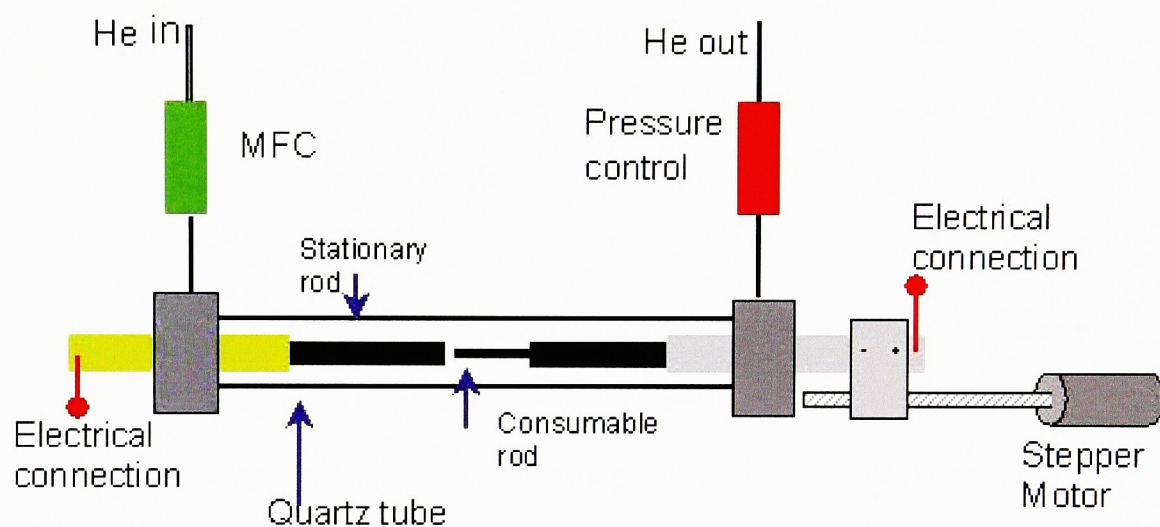 He in
He out
MFC
Pressure
control
Electrical
connection
Stationary
rod
- +
Consumable
rod
Electrical
connection
Quartz tube
Stepper
Motor